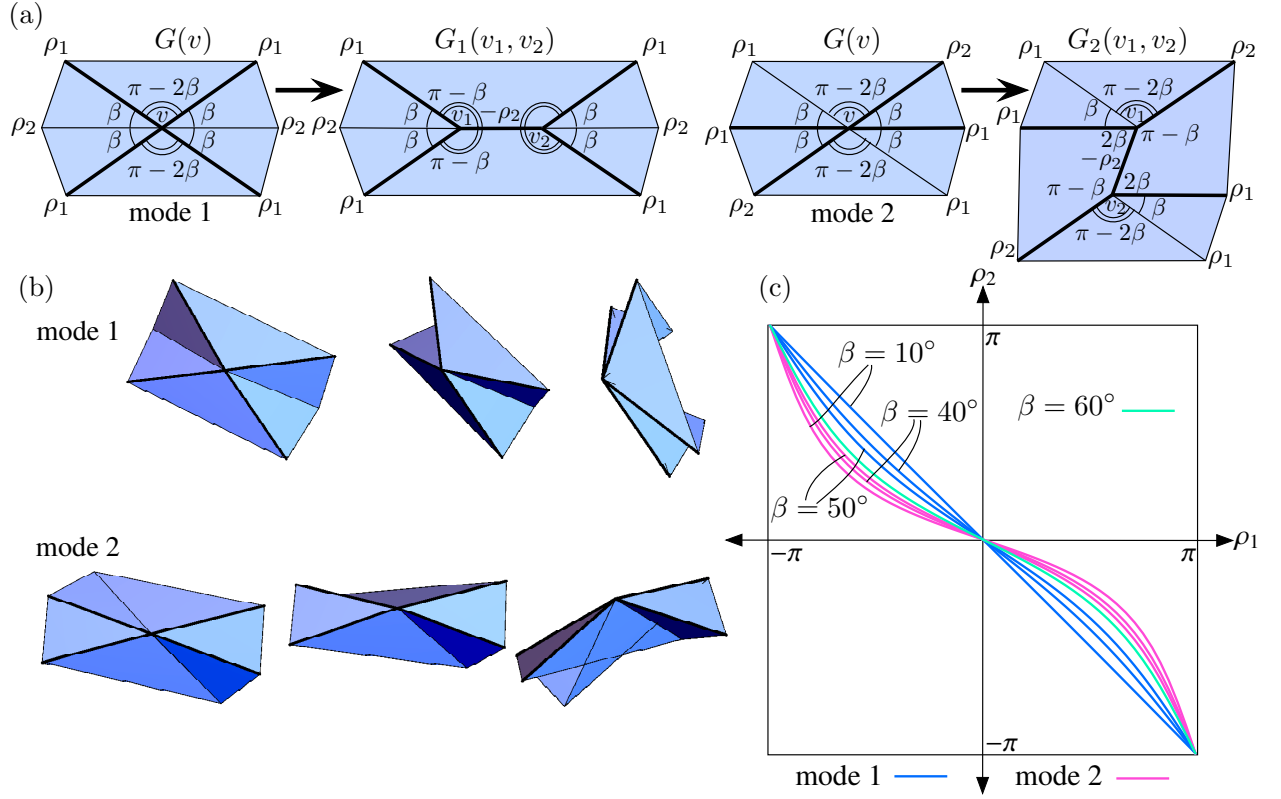 (a)
G(v)
G₁(v₁, v₂)
G(v)
G₂(v₁, v₂)
ρ₁ ρ₁ ρ₁ ρ₁ ρ₁ ρ₂ ρ₁ ρ₂
π − 2β π − β π − 2β π − 2β
β v β β v₁ −ρ₂ β β v β β v₁
ρ₂ ρ₂ ρ₂ v₂ ρ₂ ρ₁ ρ₁ ρ₁ 2β π − β
β β β β β β −ρ₂
π − 2β π − β π − 2β π − β 2β ρ₁
v₂ β
ρ₁ ρ₁ ρ₁ ρ₁ ρ₂ ρ₁ π − 2β
mode 1 mode 2 ρ₂ ρ₁
(b)
mode 1
mode 2
(c)
ρ₂
π
β = 10°
β = 40°
β = 60°
β = 50°
−π
π
ρ₁
−π
mode 1
mode 2